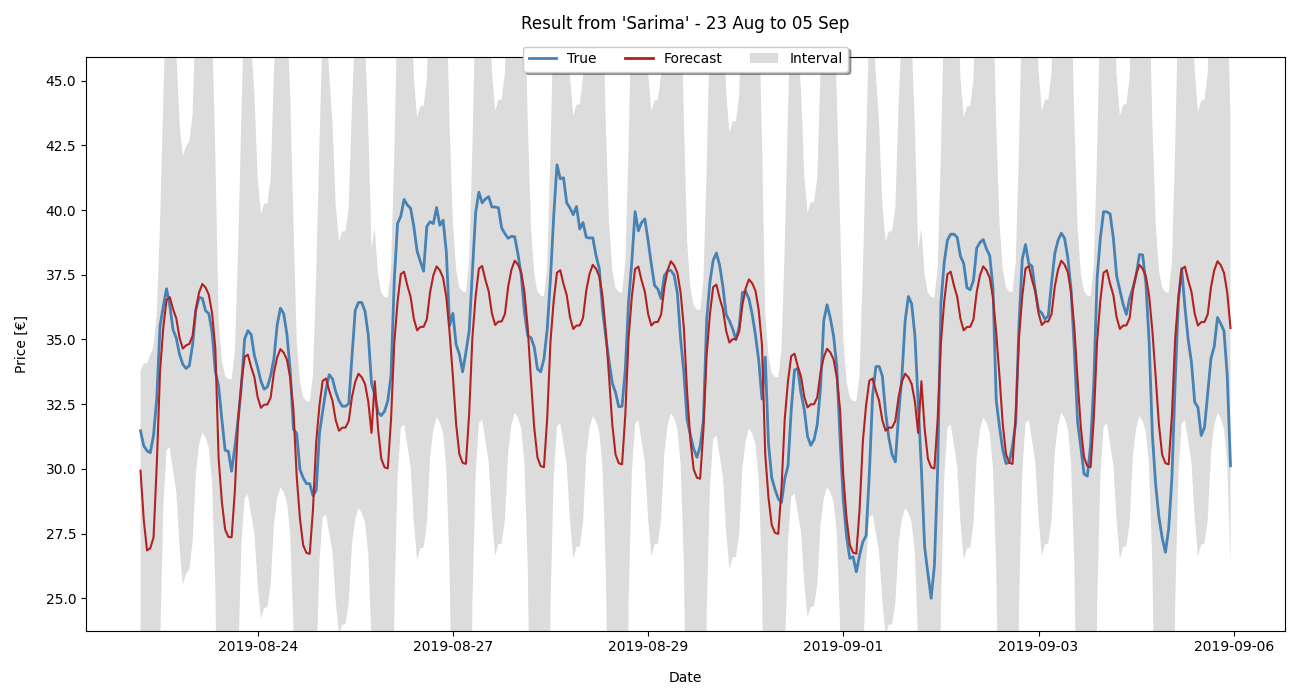 Result from 'Sarima' - 23 Aug to 05 Sep
True Forecast Interval
45.0
42.5
40.0
37.5
35.0
32.5
30.0
27.5
25.0
Price [€]
2019-08-24 2019-08-27 2019-08-29 2019-09-01 2019-09-03 2019-09-06
Date